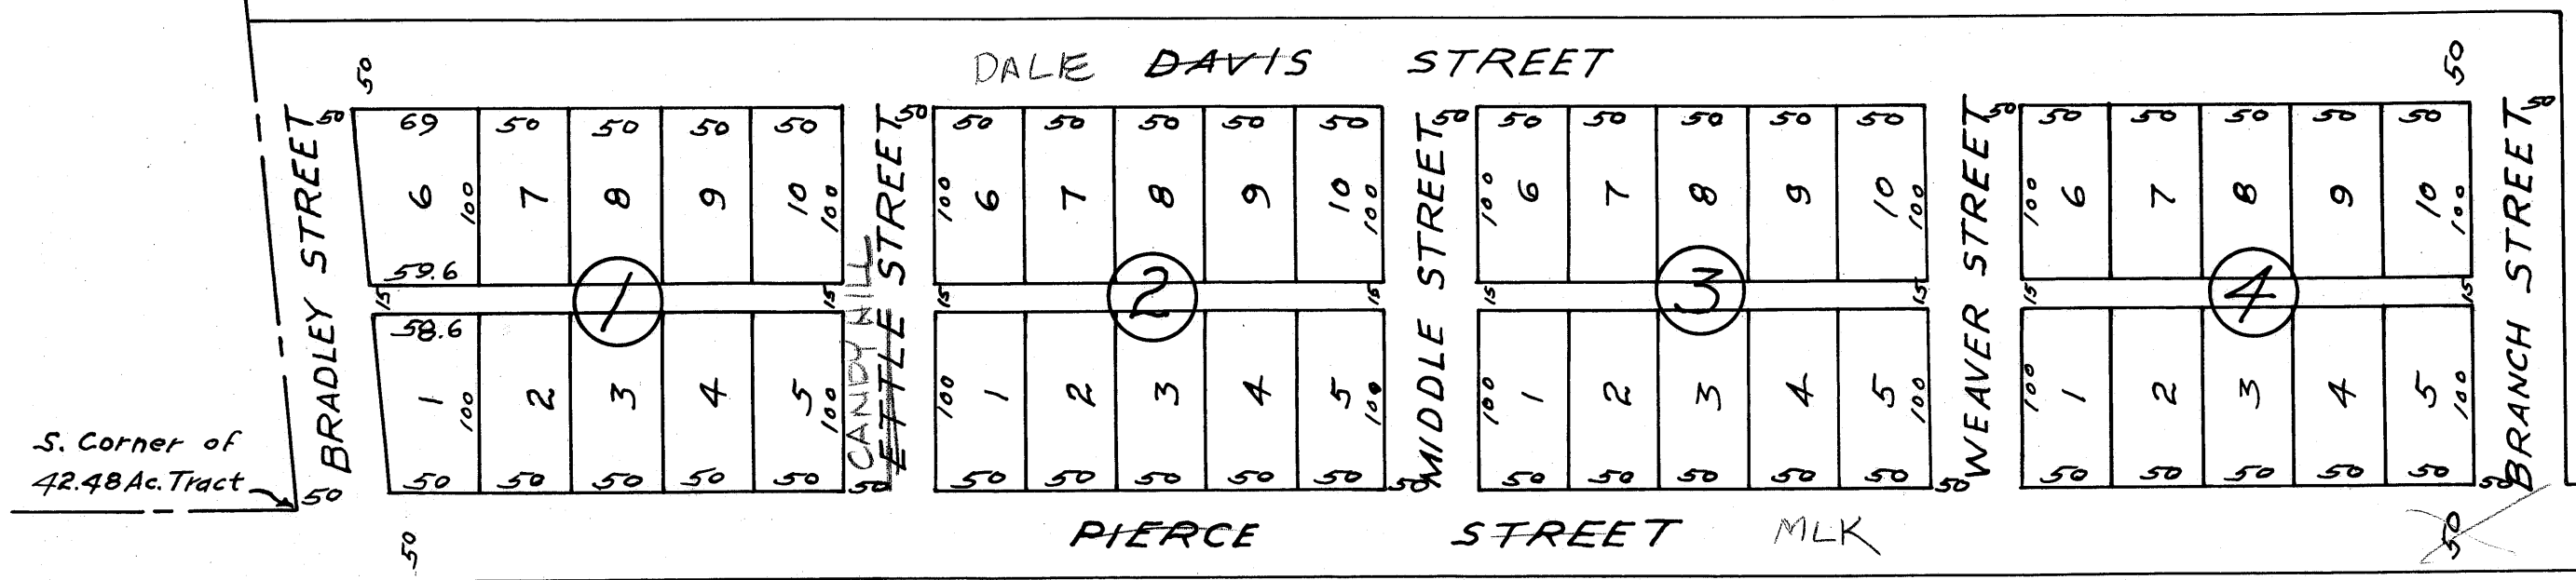 DALE DAVIS STREET
50 50
BRADLEY STREET
50
69 50 50 50 50
6 7 8 9 10
100 100
59.6
15 1 15
58.6
1 2 3 4 5
100 100
50 50 50 50 50
CANDY HILL
STREET
50
50
50 50 50 50 50
100 6 7 8 9 10 100
15 2 15
100 1 2 3 4 5 100
50 50 50 50 50
MIDDLE STREET
50
50
50 50 50 50 50
100 6 7 8 9 10 100
15 3 15
100 1 2 3 4 5 100
50 50 50 50 50
WEAVER STREET
50
50
50 50 50 50 50
100 6 7 8 9 10 100
15 4 15
100 1 2 3 4 5 100
50 50 50 50 50
BRANCH STREET
50
50
S. Corner of
42.48 Ac. Tract
50
50
PIERCE STREET MLK
50